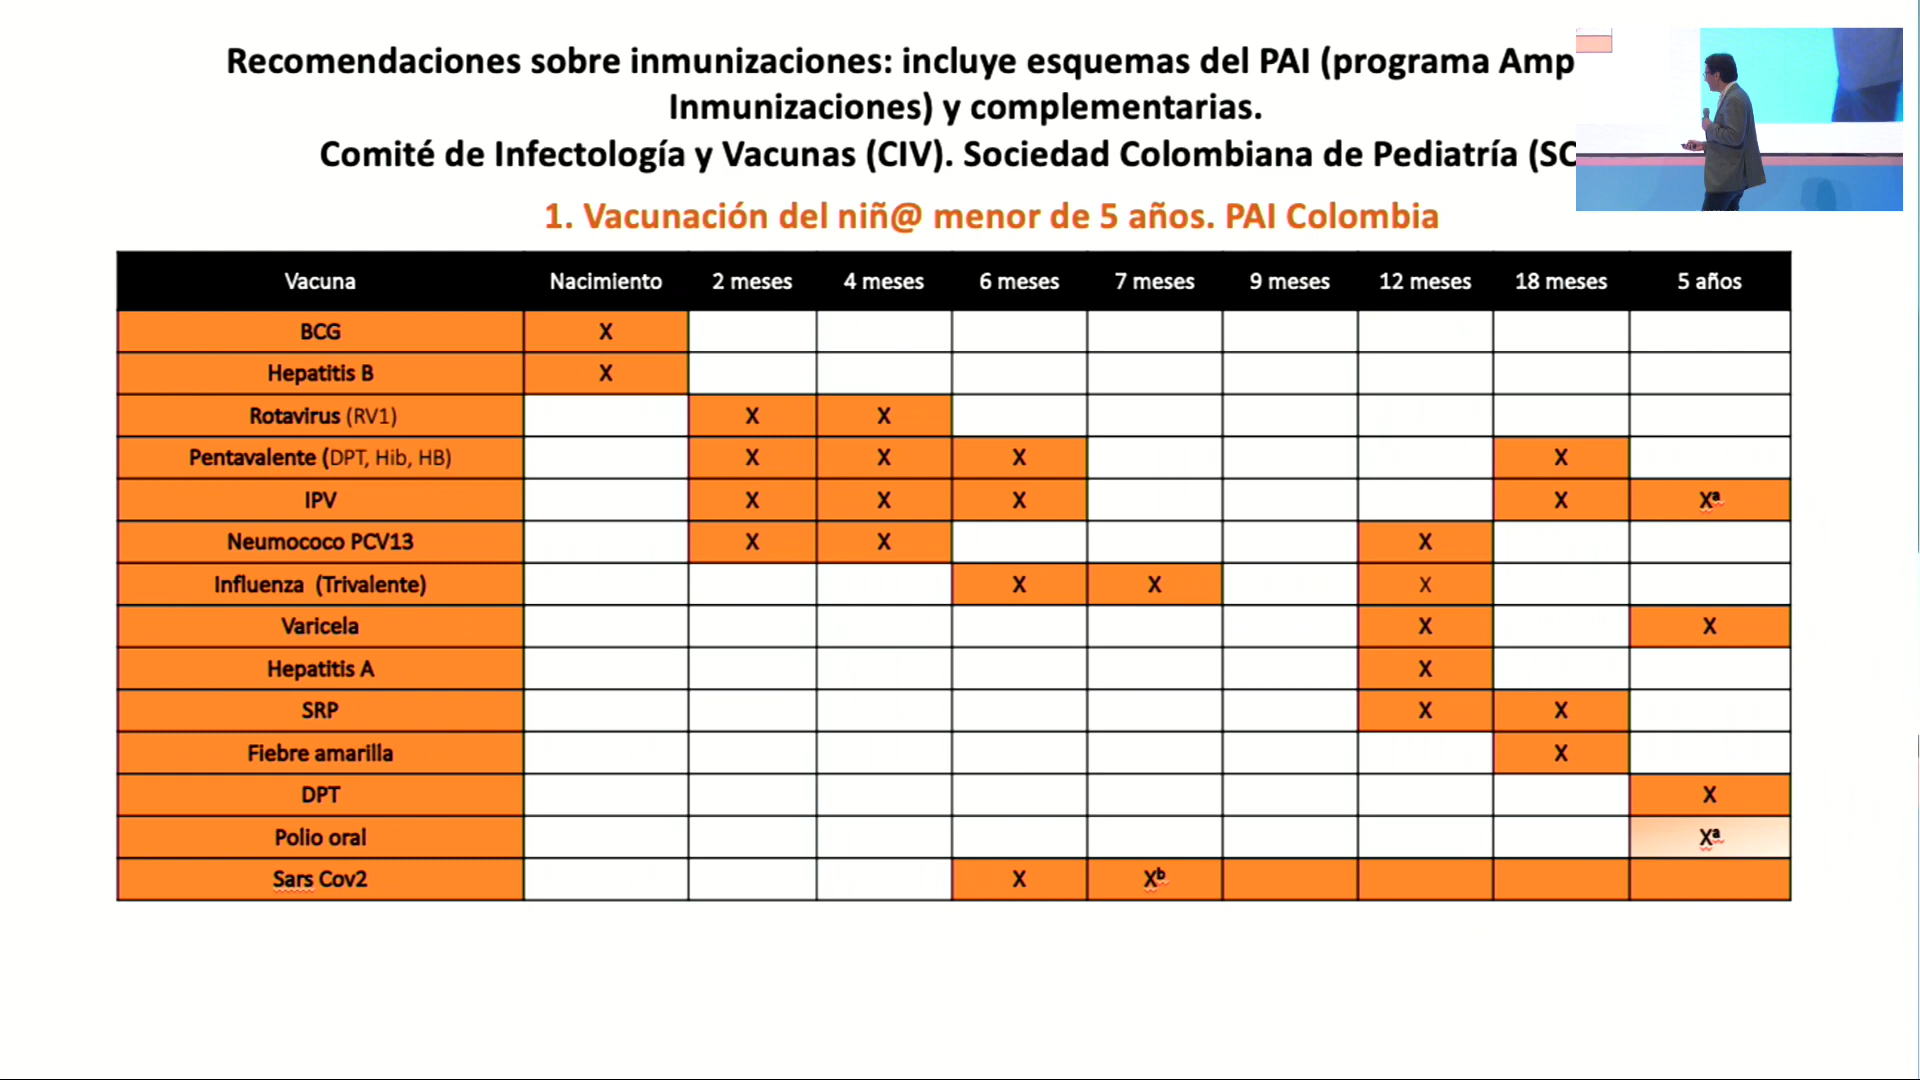 Recomendaciones sobre inmunizaciones: incluye esquemas del PAI (programa Amp
Inmunizaciones) y complementarias.
Comité de Infectología y Vacunas (CIV). Sociedad Colombiana de Pediatría (SC
1. Vacunación del niñ@ menor de 5 años. PAI Colombia
Vacuna Nacimiento 2 meses 4 meses 6 meses 7 meses 9 meses 12 meses 18 meses 5 años
BCG X
Hepatitis B X
Rotavirus (RV1) X X
Pentavalente (DPT, Hib, HB) X X X X
IPV X X X X Xª
Neumococo PCV13 X X X
Influenza (Trivalente) X X X
Varicela X X
Hepatitis A X
SRP X X
Fiebre amarilla X
DPT X
Polio oral Xª
Sars Cov2 X Xᵇ